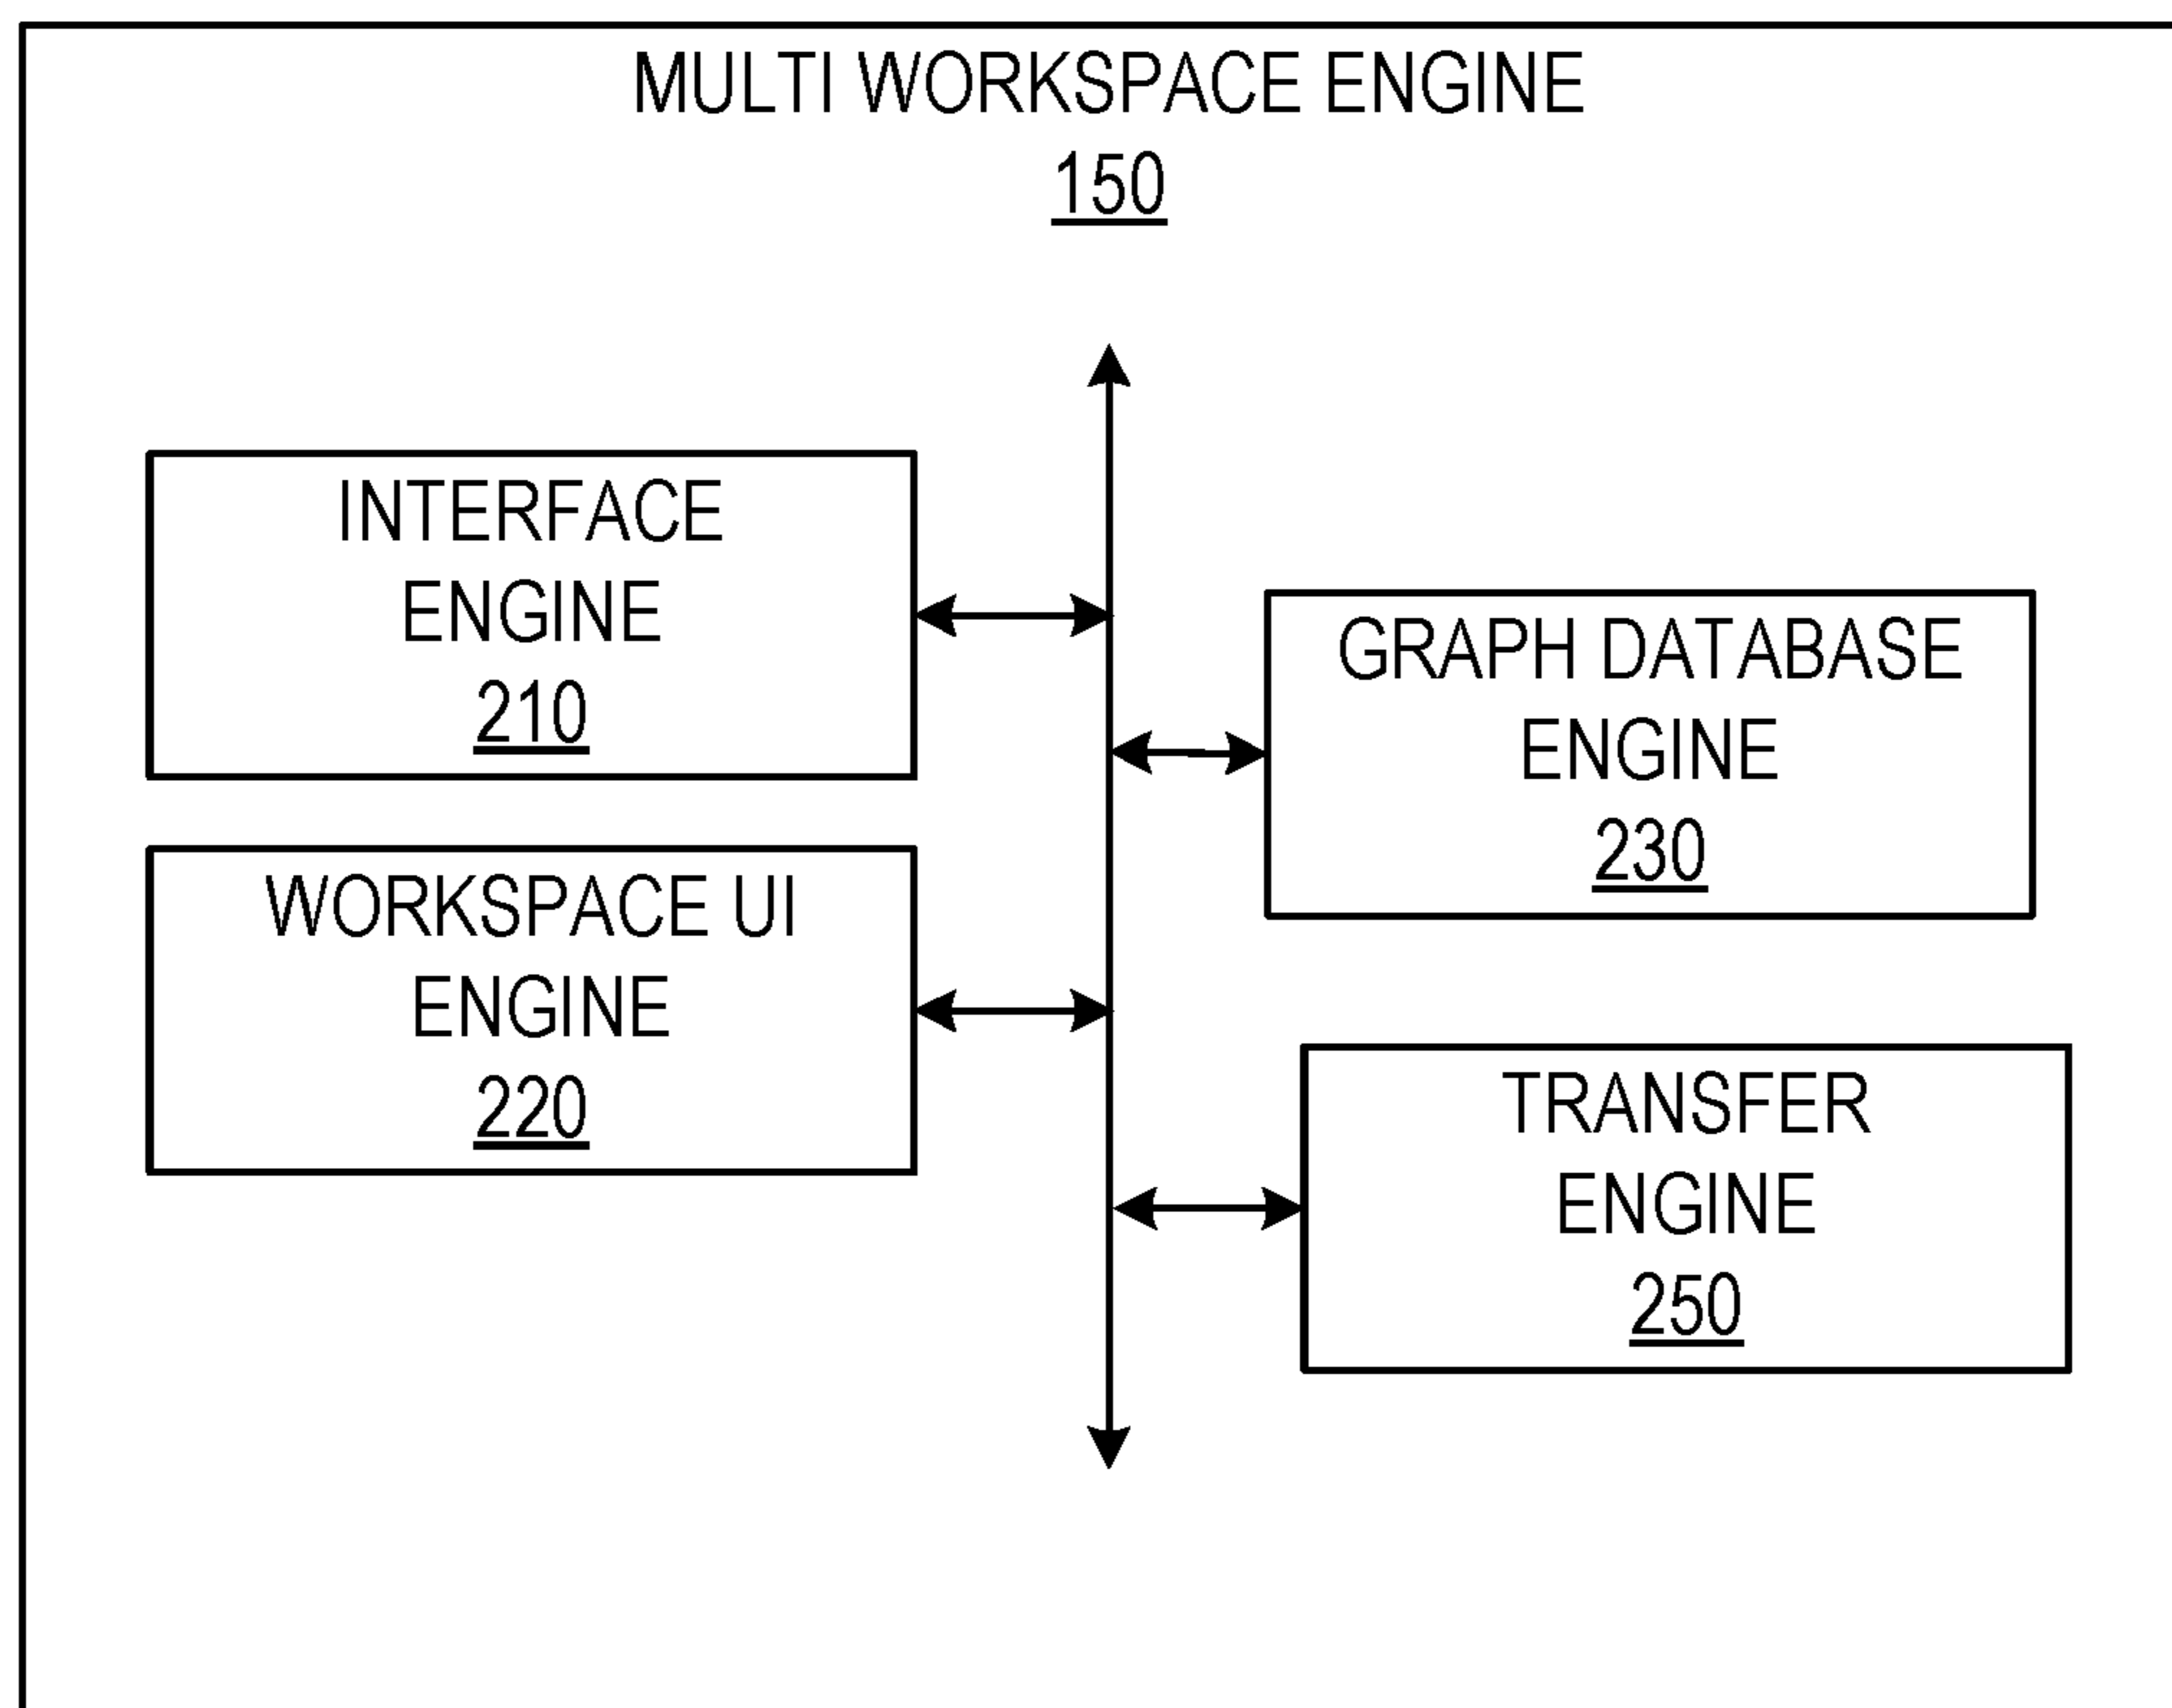 MULTI WORKSPACE ENGINE
150
INTERFACE
ENGINE
210
GRAPH DATABASE
ENGINE
230
WORKSPACE UI
ENGINE
220
TRANSFER
ENGINE
250